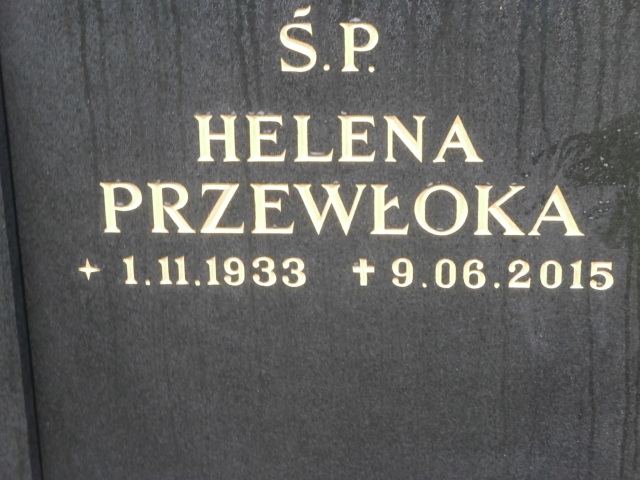 Ś.P.
HELENA
PRZEWŁOKA
+ 1.11.1933 ✝ 9.06.2015